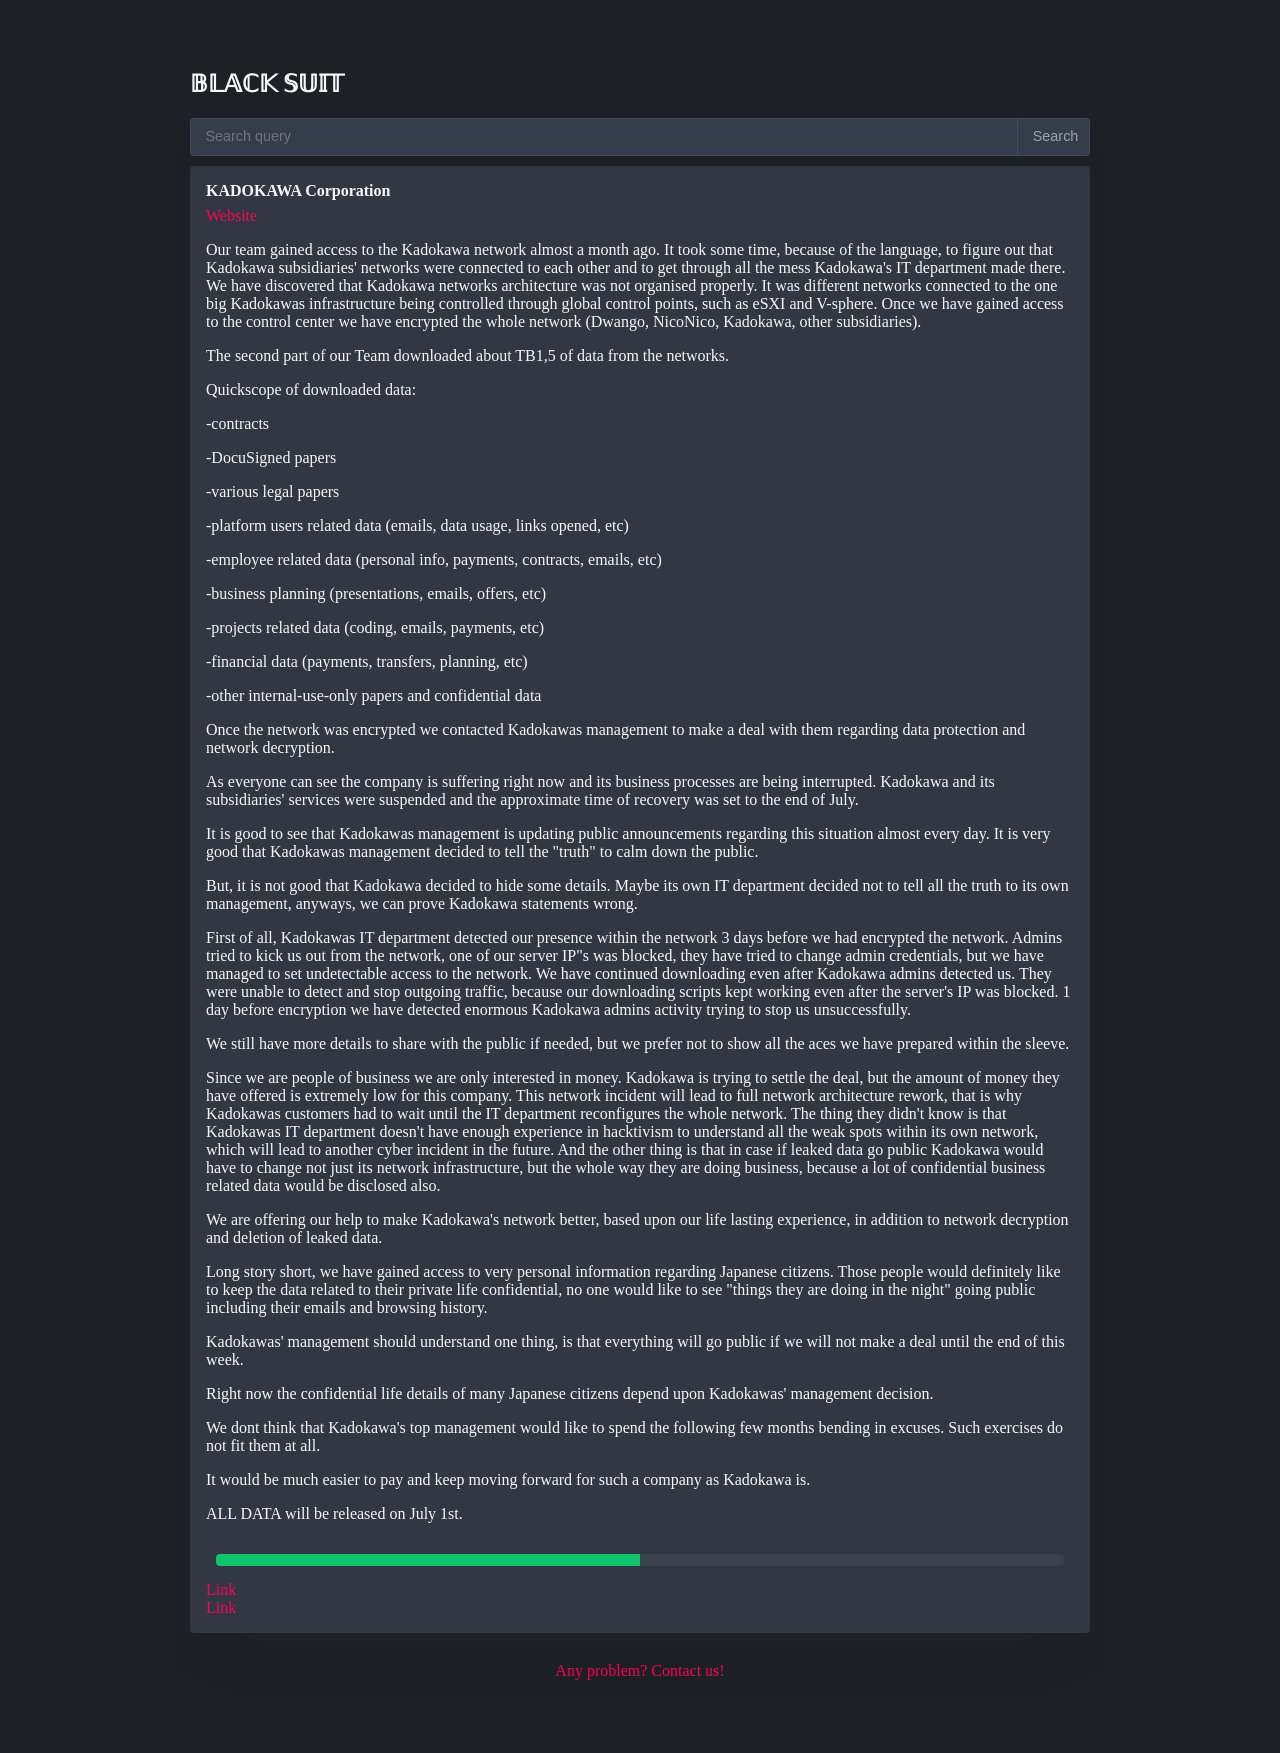 BLACK SUIT
Search query
Search
KADOKAWA Corporation
Website
Our team gained access to the Kadokawa network almost a month ago. It took some time, because of the language, to figure out that
Kadokawa subsidiaries' networks were connected to each other and to get through all the mess Kadokawa's IT department made there.
We have discovered that Kadokawa networks architecture was not organised properly. It was different networks connected to the one
big Kadokawas infrastructure being controlled through global control points, such as eSXI and V-sphere. Once we have gained access
to the control center we have encrypted the whole network (Dwango, NicoNico, Kadokawa, other subsidiaries).
The second part of our Team downloaded about TB1,5 of data from the networks.
Quickscope of downloaded data:
-contracts
-DocuSigned papers
-various legal papers
-platform users related data (emails, data usage, links opened, etc)
-employee related data (personal info, payments, contracts, emails, etc)
-business planning (presentations, emails, offers, etc)
-projects related data (coding, emails, payments, etc)
-financial data (payments, transfers, planning, etc)
-other internal-use-only papers and confidential data
Once the network was encrypted we contacted Kadokawas management to make a deal with them regarding data protection and
network decryption.
As everyone can see the company is suffering right now and its business processes are being interrupted. Kadokawa and its
subsidiaries' services were suspended and the approximate time of recovery was set to the end of July.
It is good to see that Kadokawas management is updating public announcements regarding this situation almost every day. It is very
good that Kadokawas management decided to tell the "truth" to calm down the public.
But, it is not good that Kadokawa decided to hide some details. Maybe its own IT department decided not to tell all the truth to its own
management, anyways, we can prove Kadokawa statements wrong.
First of all, Kadokawas IT department detected our presence within the network 3 days before we had encrypted the network. Admins
tried to kick us out from the network, one of our server IP"s was blocked, they have tried to change admin credentials, but we have
managed to set undetectable access to the network. We have continued downloading even after Kadokawa admins detected us. They
were unable to detect and stop outgoing traffic, because our downloading scripts kept working even after the server's IP was blocked. 1
day before encryption we have detected enormous Kadokawa admins activity trying to stop us unsuccessfully.
We still have more details to share with the public if needed, but we prefer not to show all the aces we have prepared within the sleeve.
Since we are people of business we are only interested in money. Kadokawa is trying to settle the deal, but the amount of money they
have offered is extremely low for this company. This network incident will lead to full network architecture rework, that is why
Kadokawas customers had to wait until the IT department reconfigures the whole network. The thing they didn't know is that
Kadokawas IT department doesn't have enough experience in hacktivism to understand all the weak spots within its own network,
which will lead to another cyber incident in the future. And the other thing is that in case if leaked data go public Kadokawa would
have to change not just its network infrastructure, but the whole way they are doing business, because a lot of confidential business
related data would be disclosed also.
We are offering our help to make Kadokawa's network better, based upon our life lasting experience, in addition to network decryption
and deletion of leaked data.
Long story short, we have gained access to very personal information regarding Japanese citizens. Those people would definitely like
to keep the data related to their private life confidential, no one would like to see "things they are doing in the night" going public
including their emails and browsing history.
Kadokawas' management should understand one thing, is that everything will go public if we will not make a deal until the end of this
week.
Right now the confidential life details of many Japanese citizens depend upon Kadokawas' management decision.
We dont think that Kadokawa's top management would like to spend the following few months bending in excuses. Such exercises do
not fit them at all.
It would be much easier to pay and keep moving forward for such a company as Kadokawa is.
ALL DATA will be released on July 1st.
Link
Link
Any problem? Contact us!